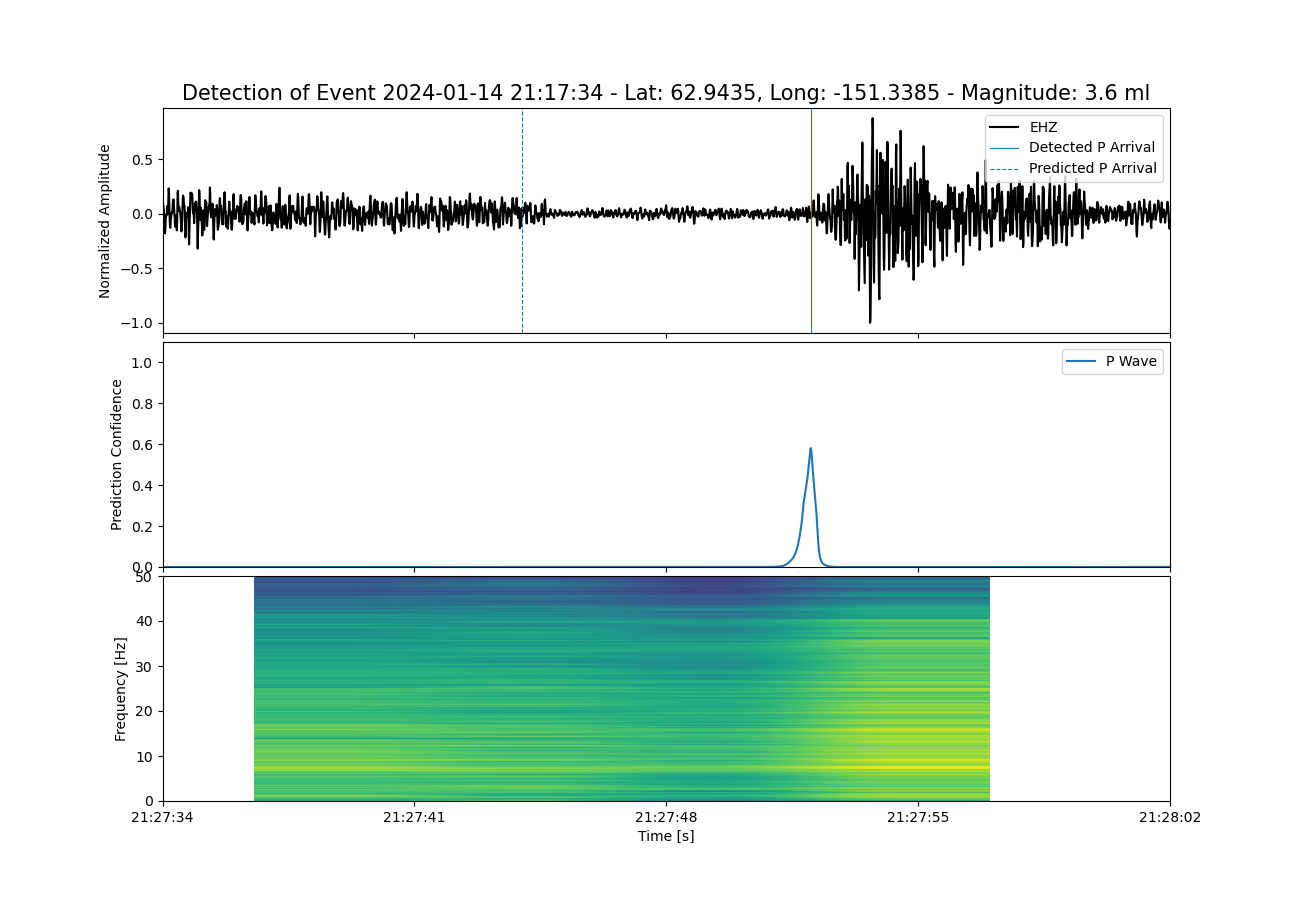 Detection of Event 2024-01-14 21:17:34 - Lat: 62.9435, Long: -151.3385 - Magnitude: 3.6 ml
Normalized Amplitude
0.5
0.0
−0.5
−1.0
EHZ
Detected P Arrival
Predicted P Arrival
Prediction Confidence
1.0
0.8
0.6
0.4
0.2
0.0
P Wave
Frequency [Hz]
50
40
30
20
10
0
21:27:34 21:27:41 21:27:48 21:27:55 21:28:02
Time [s]